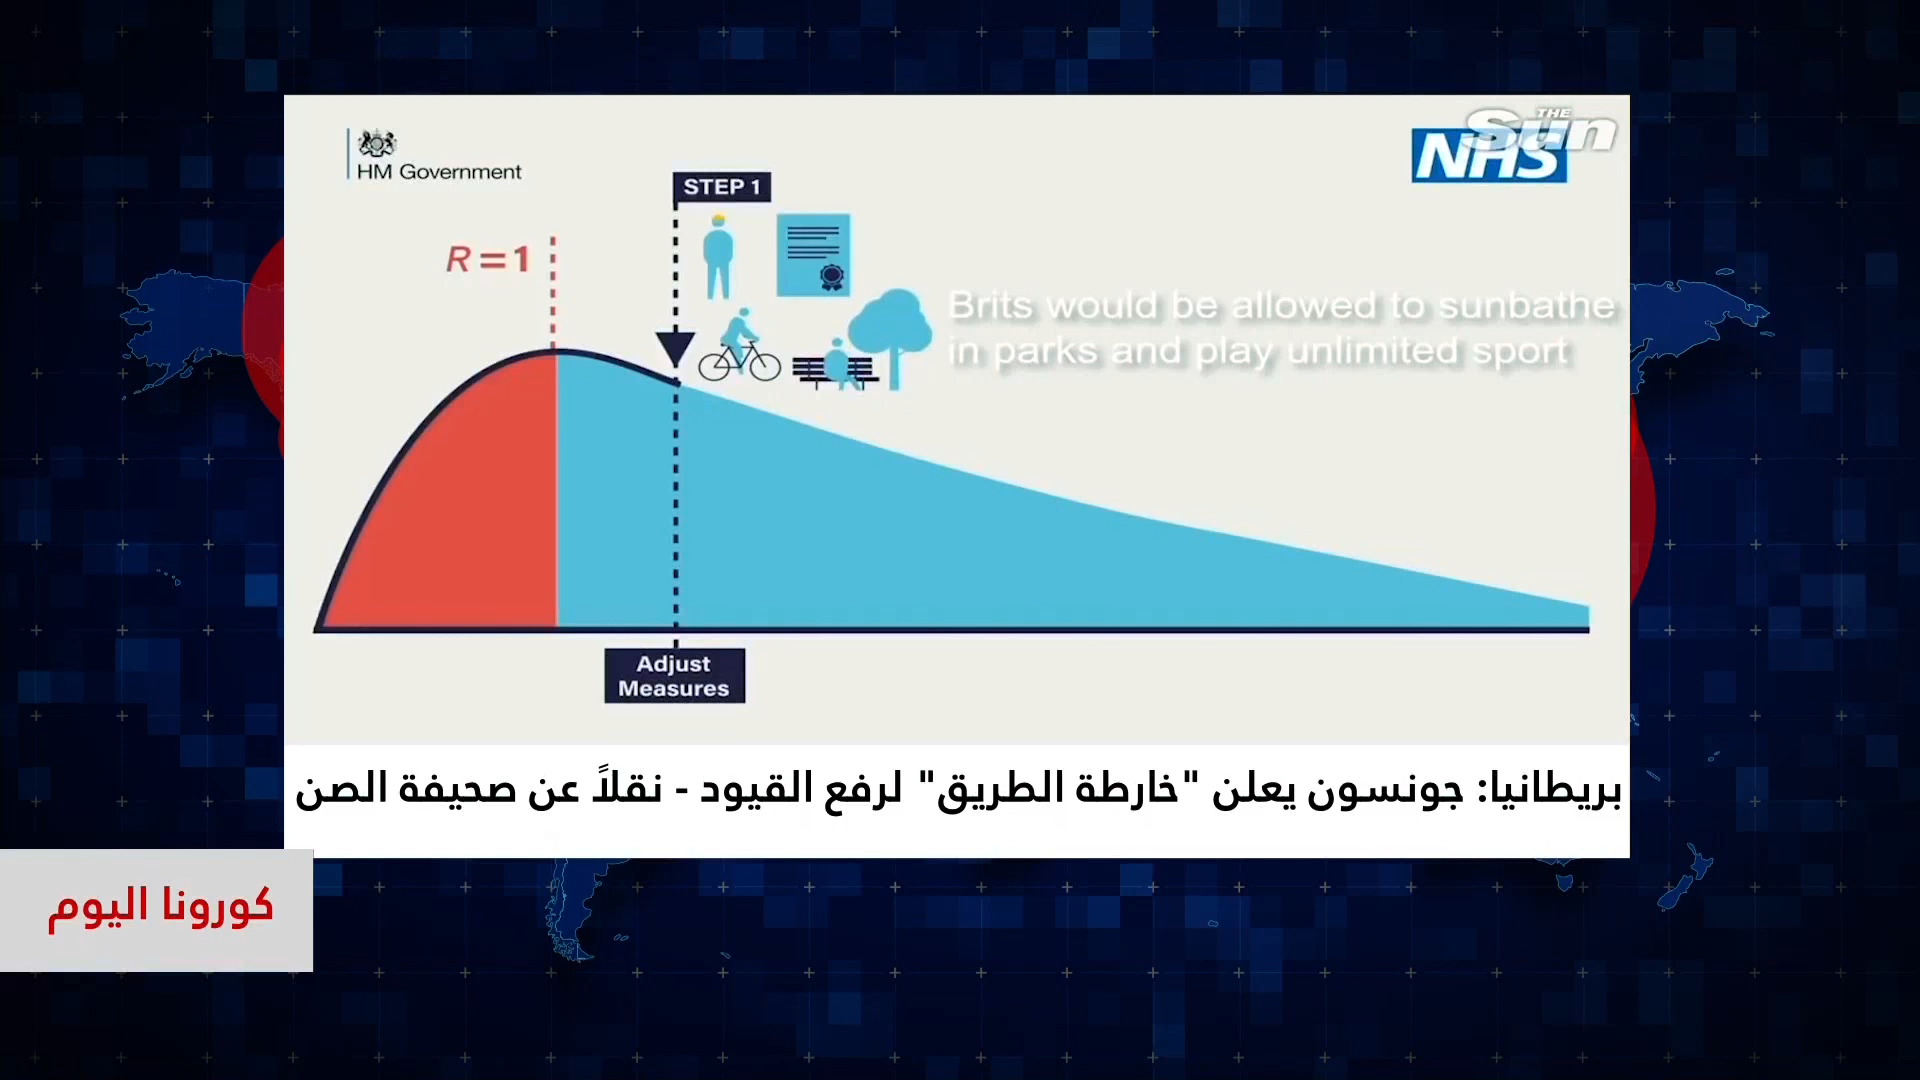 HM Government
THE
Sun
NHS
STEP 1
R=1
Brits would be allowed to sunbathe
in parks and play unlimited sport
Adjust
Measures
بريطانيا: جونسون يعلن "خارطة الطريق" لرفع القيود - نقلاً عن صحيفة الصن
كورونا اليوم